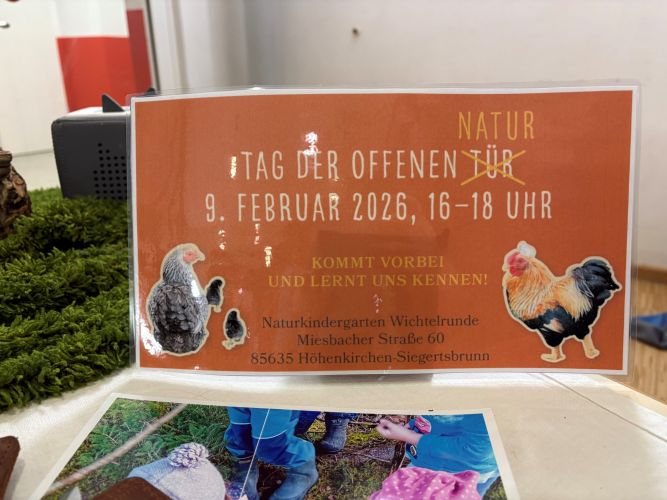 NATUR
TAG DER OFFENEN TÜR
9. FEBRUAR 2026, 16–18 UHR
KOMMT VORBEI
UND LERNT UNS KENNEN!
Naturkindergarten Wichtelrunde
Miesbacher Straße 60
85635 Höhenkirchen-Siegertsbrunn